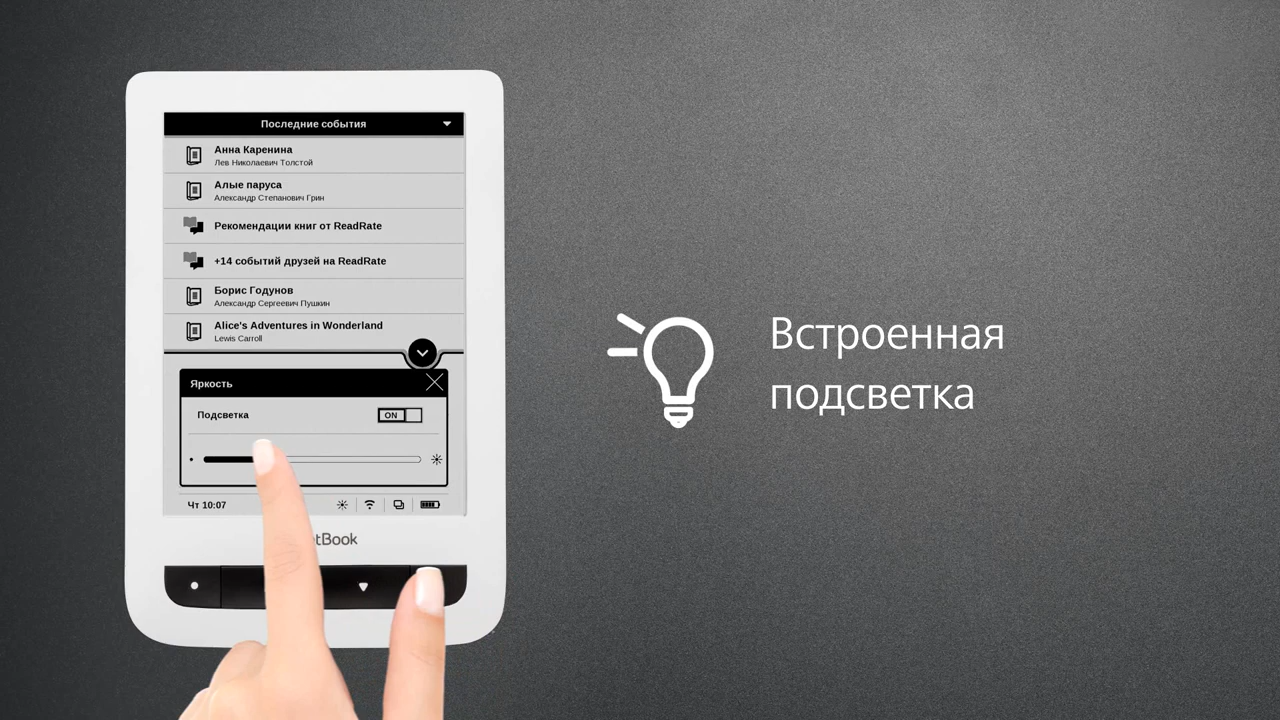 Последние события
Анна Каренина
Лев Николаевич Толстой
Алые паруса
Александр Степанович Грин
Рекомендации книг от ReadRate
+14 событий друзей на ReadRate
Борис Годунов
Александр Сергеевич Пушкин
Alice's Adventures in Wonderland
Lewis Carroll
Яркость
Подсветка ON
Чт 10:07
tBook
Встроенная
подсветка